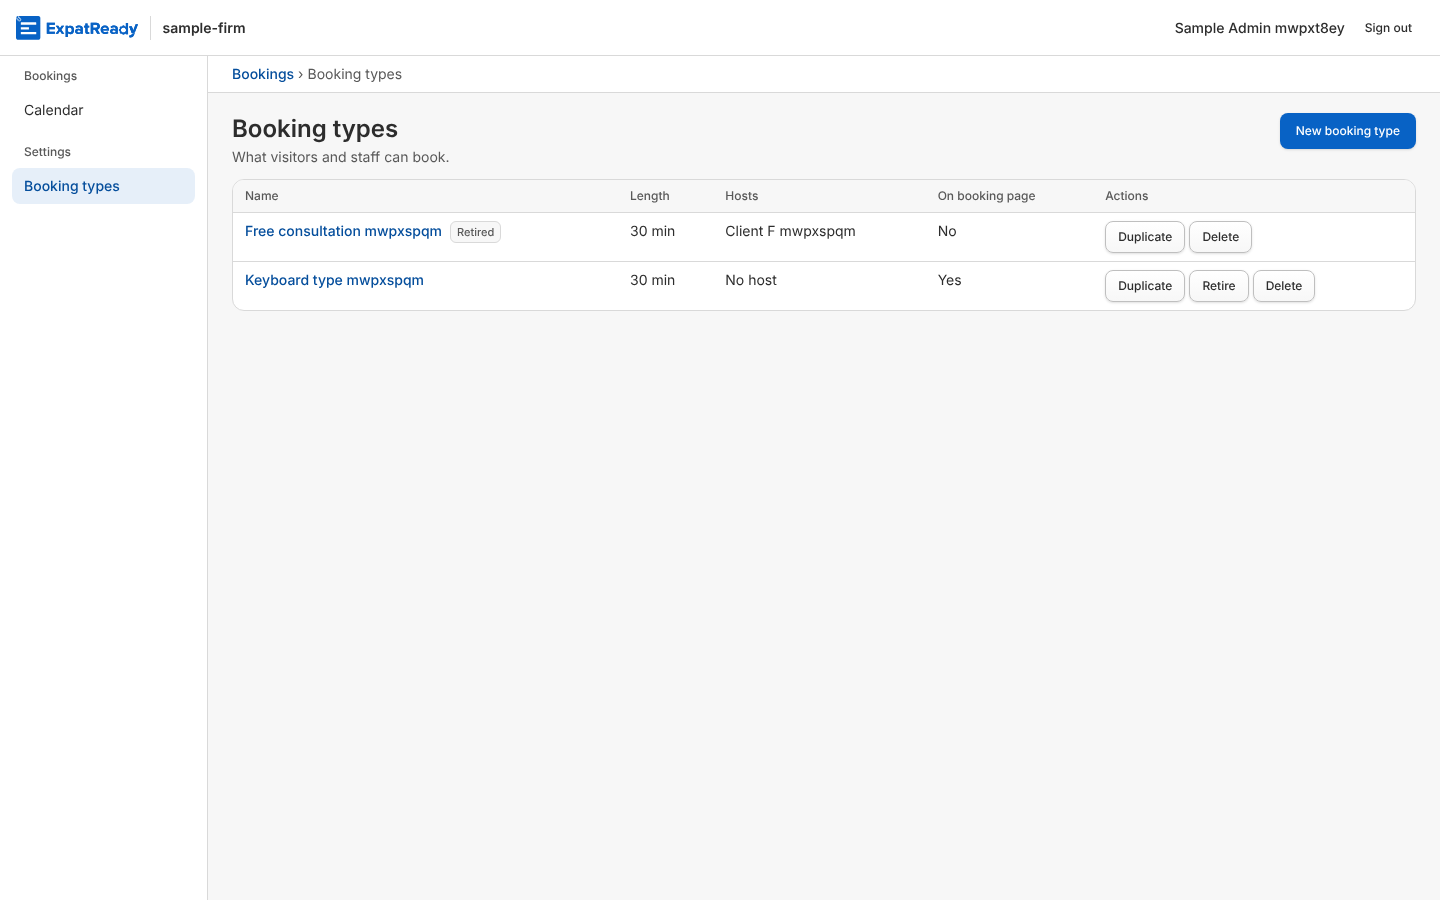 ExpatReady sample-firm Sample Admin mwpxt8ey Sign out
Bookings
Calendar
Settings
Booking types
Bookings › Booking types
Booking types
New booking type
What visitors and staff can book.
Name Length Hosts On booking page Actions
Free consultation mwpxspqm Retired 30 min Client F mwpxspqm No Duplicate Delete
Keyboard type mwpxspqm 30 min No host Yes Duplicate Retire Delete